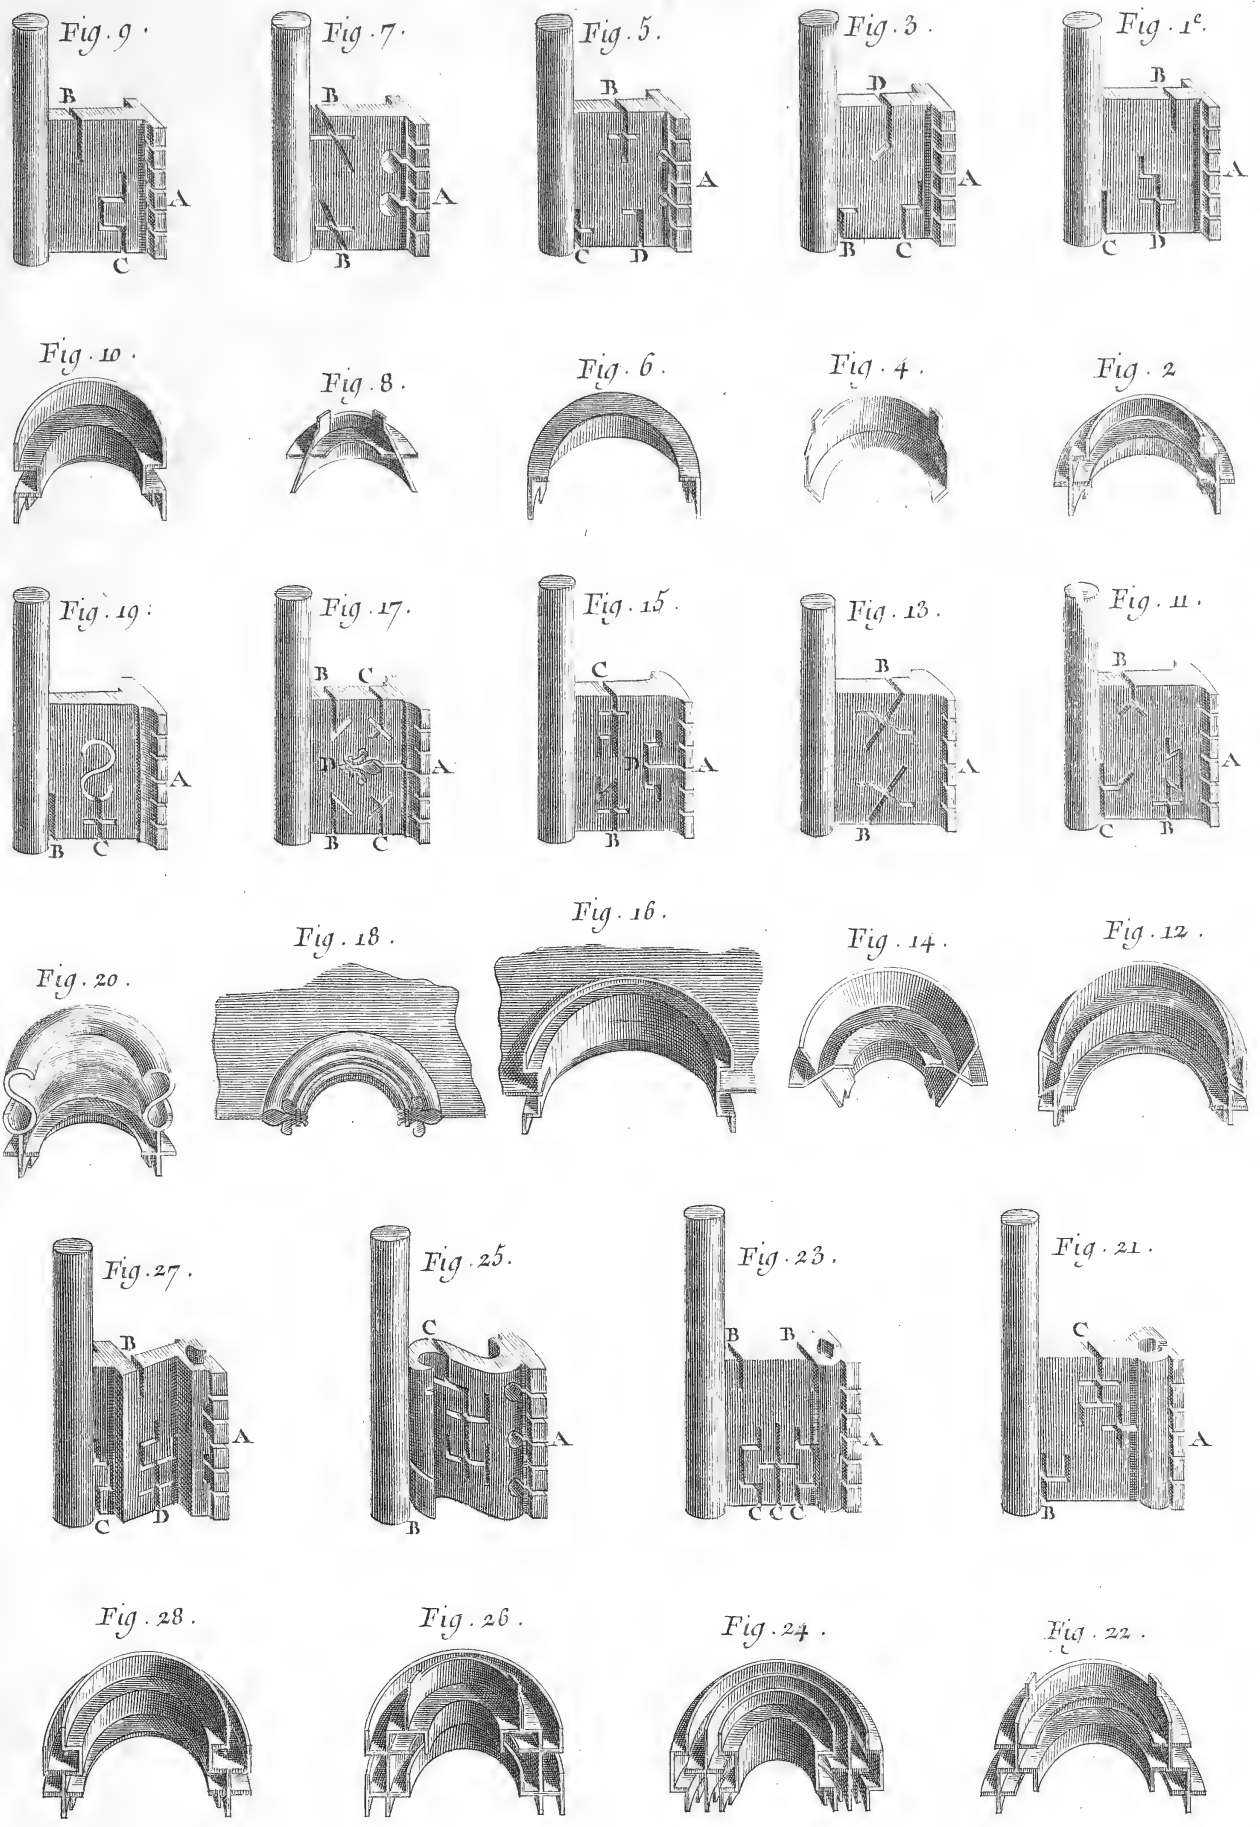 Fig. 9. Fig. 7. Fig. 5. Fig. 3. Fig. 1e.
B B B D B
A A A A A
C B C D B C C D
Fig. 10. Fig. 8. Fig. 6. Fig. 4. Fig. 2
Fig. 19. Fig. 17. Fig. 15. Fig. 13. Fig. 11.
B C C B B
A D A D A A A
B C B C B B C B
Fig. 20. Fig. 18. Fig. 16. Fig. 14. Fig. 12.
Fig. 27. Fig. 25. Fig. 23. Fig. 21.
B C B B C
A A A A
C D B C C C B
Fig. 28. Fig. 26. Fig. 24. Fig. 22.